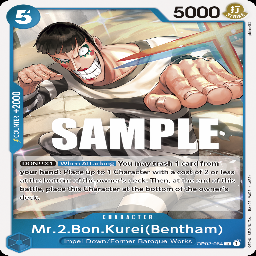 5
5000
打
COUNTER +2000
SAMPLE
DON!!×1 When Attacking You may trash 1 card from
your hand: Place up to 1 Character with a cost of 2 or less
at the bottom of the owner's deck. Then, at the end of this
battle, place this Character at the bottom of the owner's
deck.
CHARACTER
Mr.2.Bon.Kurei(Bentham)
Impel Down/Former Baroque Works